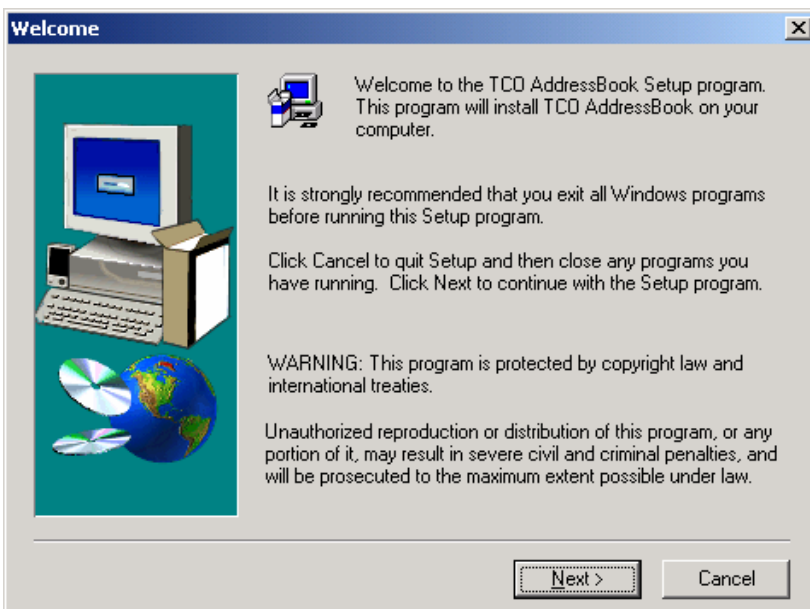 Welcome
Welcome to the TCO AddressBook Setup program.
This program will install TCO AddressBook on your
computer.
It is strongly recommended that you exit all Windows programs
before running this Setup program.
Click Cancel to quit Setup and then close any programs you
have running.  Click Next to continue with the Setup program.
WARNING: This program is protected by copyright law and
international treaties.
Unauthorized reproduction or distribution of this program, or any
portion of it, may result in severe civil and criminal penalties, and
will be prosecuted to the maximum extent possible under law.
Next >
Cancel